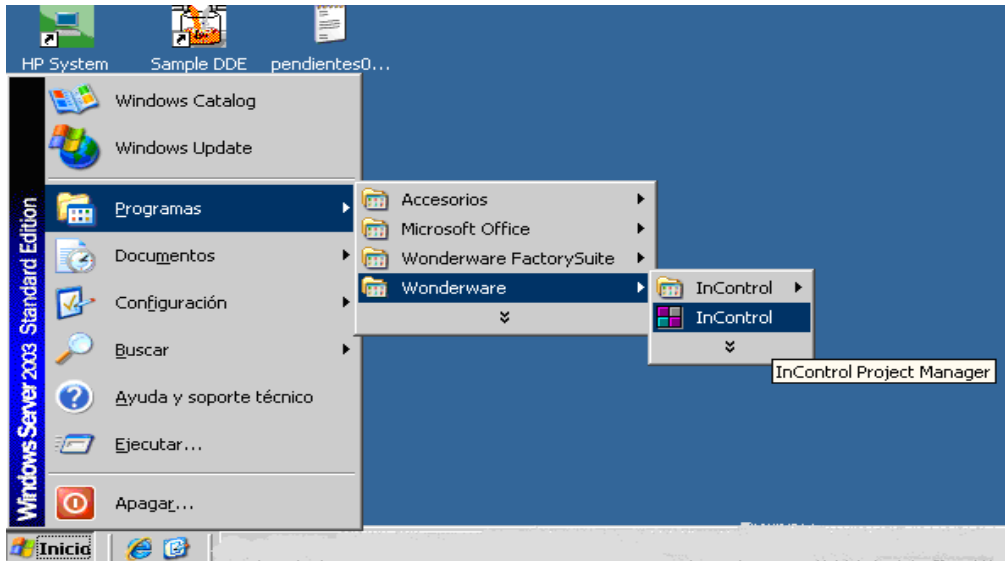 HP System
Sample DDE
pendientes0...
Windows Catalog
Windows Update
Programas
Documentos
Configuración
Buscar
Ayuda y soporte técnico
Ejecutar...
Apagar...
Windows Server 2003 Standard Edition
Accesorios
Microsoft Office
Wonderware FactorySuite
Wonderware
InControl
InControl
InControl Project Manager
Inicio